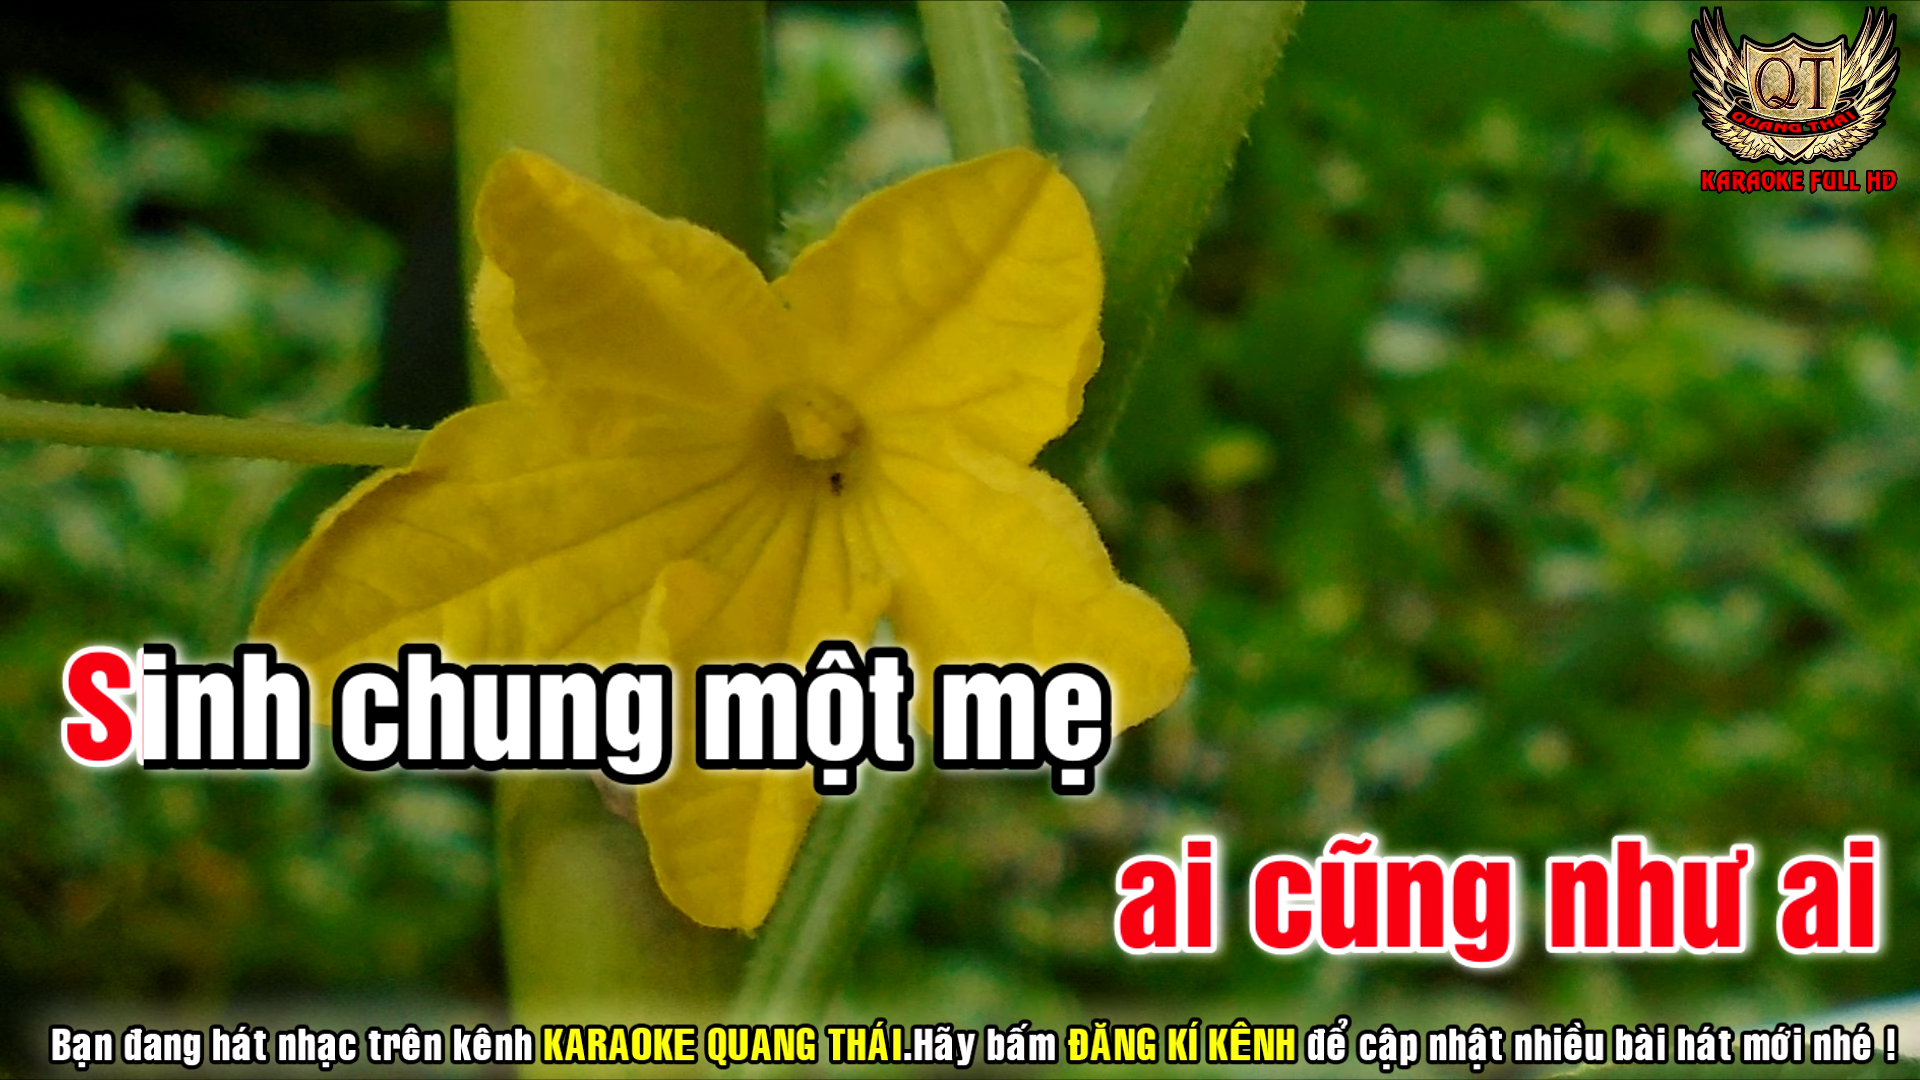 QT
QUANG THÁI
KARAOKE FULL HD
Sinh chung một mẹ
ai cũng như ai
Bạn đang hát nhạc trên kênh KARAOKE QUANG THÁI.Hãy bấm ĐĂNG KÍ KÊNH để cập nhật nhiều bài hát mới nhé !